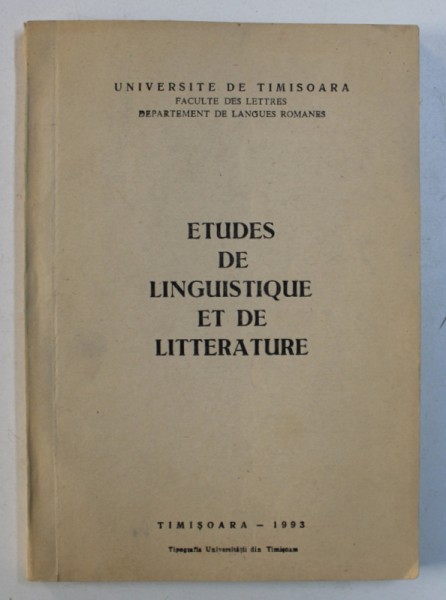 UNIVERSITE DE TIMISOARA
FACULTE DES LETTRES
DEPARTEMENT DE LANGUES ROMANES
ETUDES
DE
LINGUISTIQUE
ET DE
LITTERATURE
TIMIŞOARA — 1993
Tipografia Universităţii din Timişoara